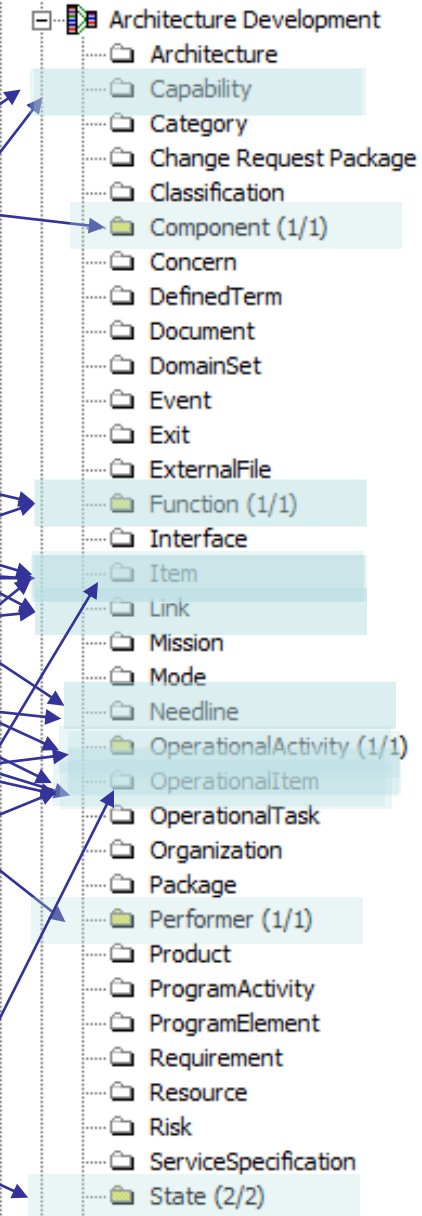 Architecture Development
Architecture
Capability
Category
Change Request Package
Classification
Component (1/1)
Concern
DefinedTerm
Document
DomainSet
Event
Exit
ExternalFile
Function (1/1)
Interface
Item
Link
Mission
Mode
Needline
OperationalActivity (1/1)
OperationalItem
OperationalTask
Organization
Package
Performer (1/1)
Product
ProgramActivity
ProgramElement
Requirement
Resource
Risk
ServiceSpecification
State (2/2)